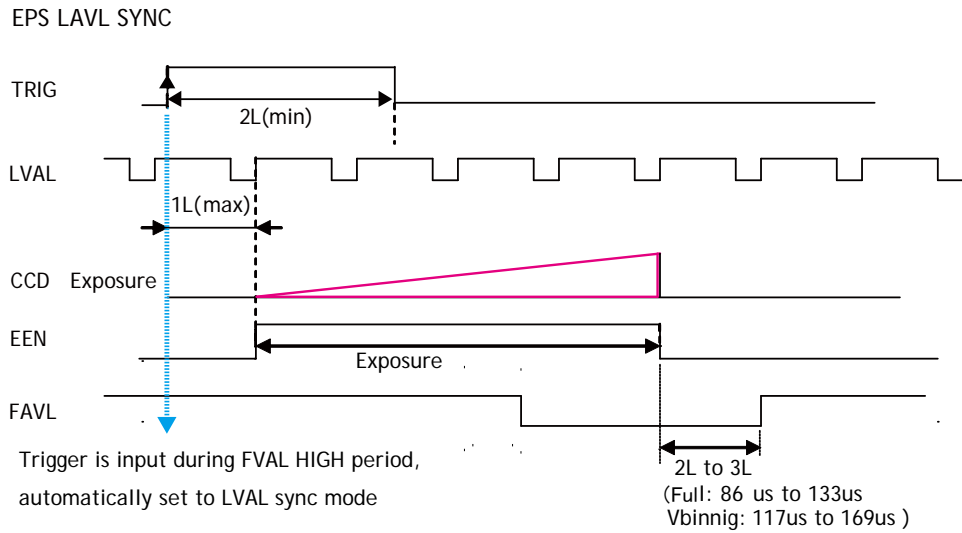 EPS LAVL SYNC
TRIG
2L(min)
LVAL
1L(max)
CCD Exposure
EEN
Exposure
FAVL
Trigger is input during FVAL HIGH period,
automatically set to LVAL sync mode
2L to 3L
(Full: 86 us to 133us
Vbinnig: 117us to 169us )